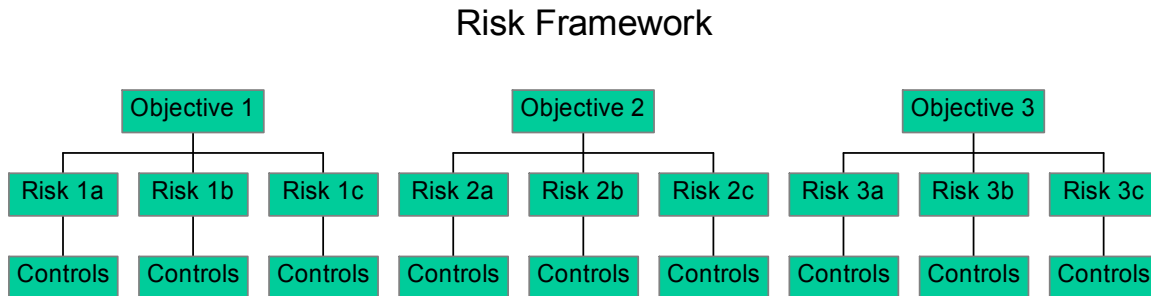 Risk Framework
Objective 1 Objective 2 Objective 3
Risk 1a Risk 1b Risk 1c Risk 2a Risk 2b Risk 2c Risk 3a Risk 3b Risk 3c
Controls Controls Controls Controls Controls Controls Controls Controls Controls